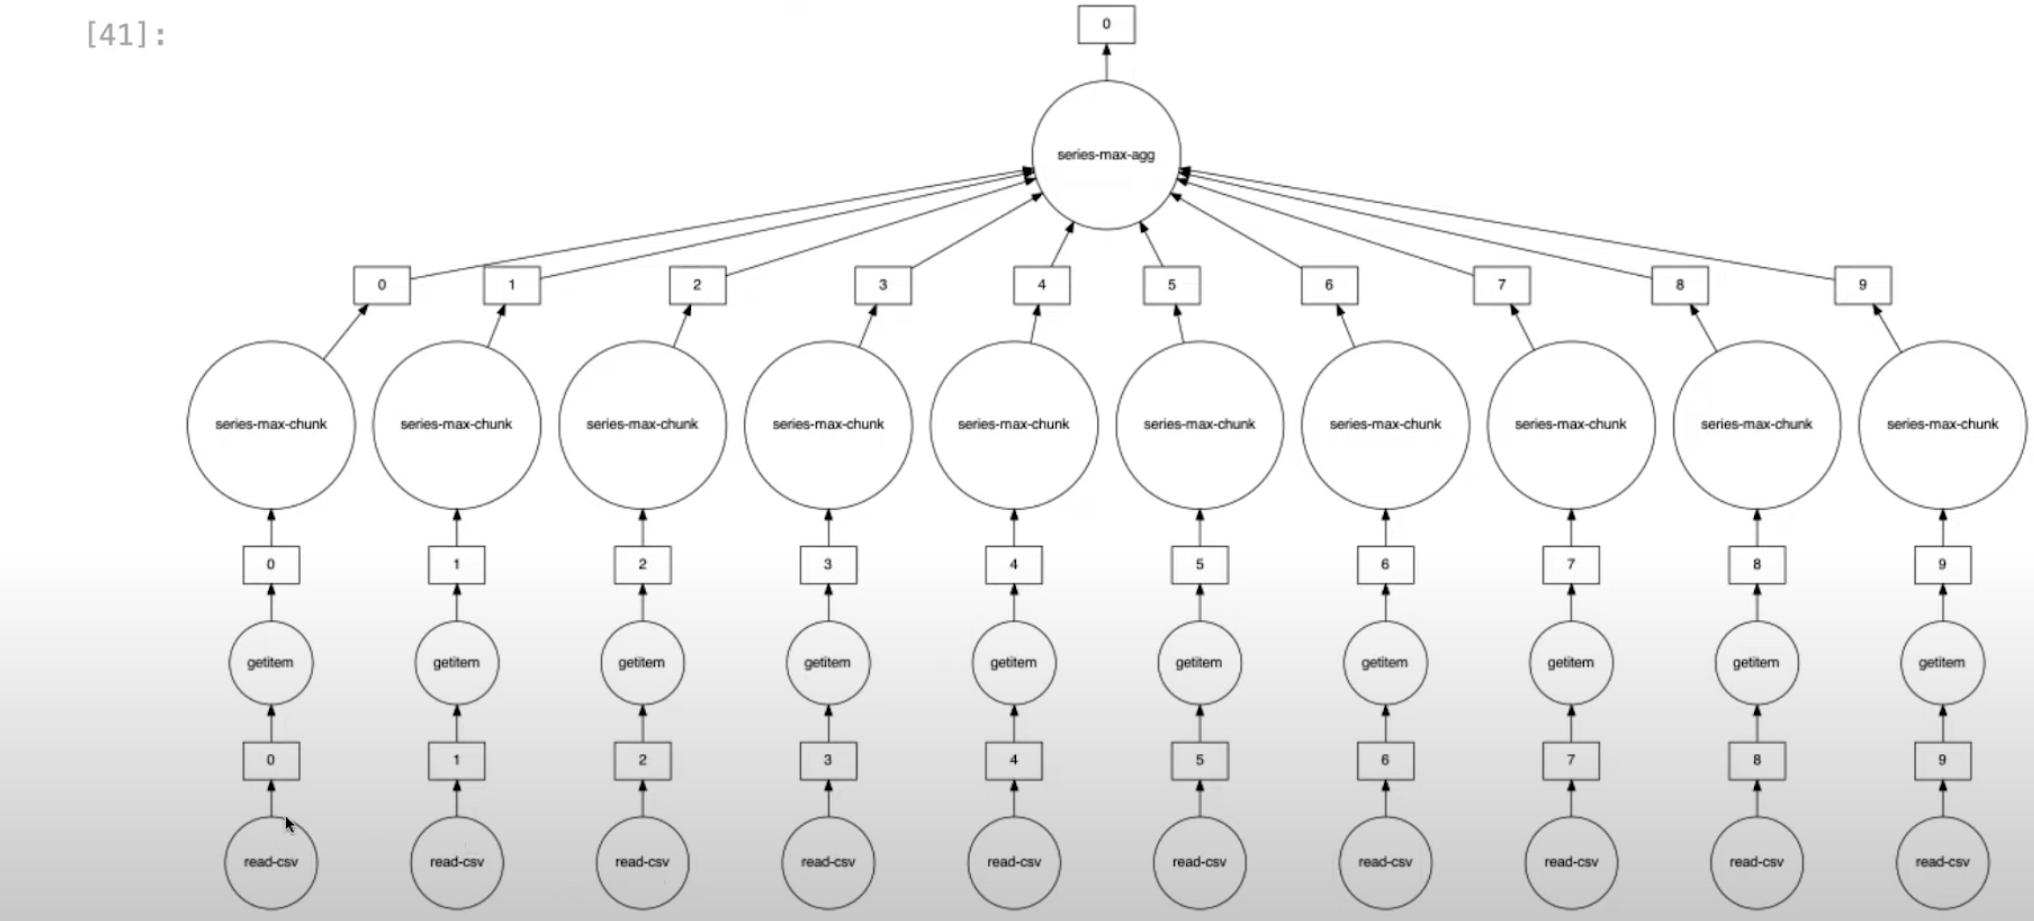 [41]:
0
series-max-agg
0 1 2 3 4 5 6 7 8 9
series-max-chunk series-max-chunk series-max-chunk series-max-chunk series-max-chunk series-max-chunk series-max-chunk series-max-chunk series-max-chunk series-max-chunk
0 1 2 3 4 5 6 7 8 9
getitem getitem getitem getitem getitem getitem getitem getitem getitem getitem
0 1 2 3 4 5 6 7 8 9
read-csv read-csv read-csv read-csv read-csv read-csv read-csv read-csv read-csv read-csv